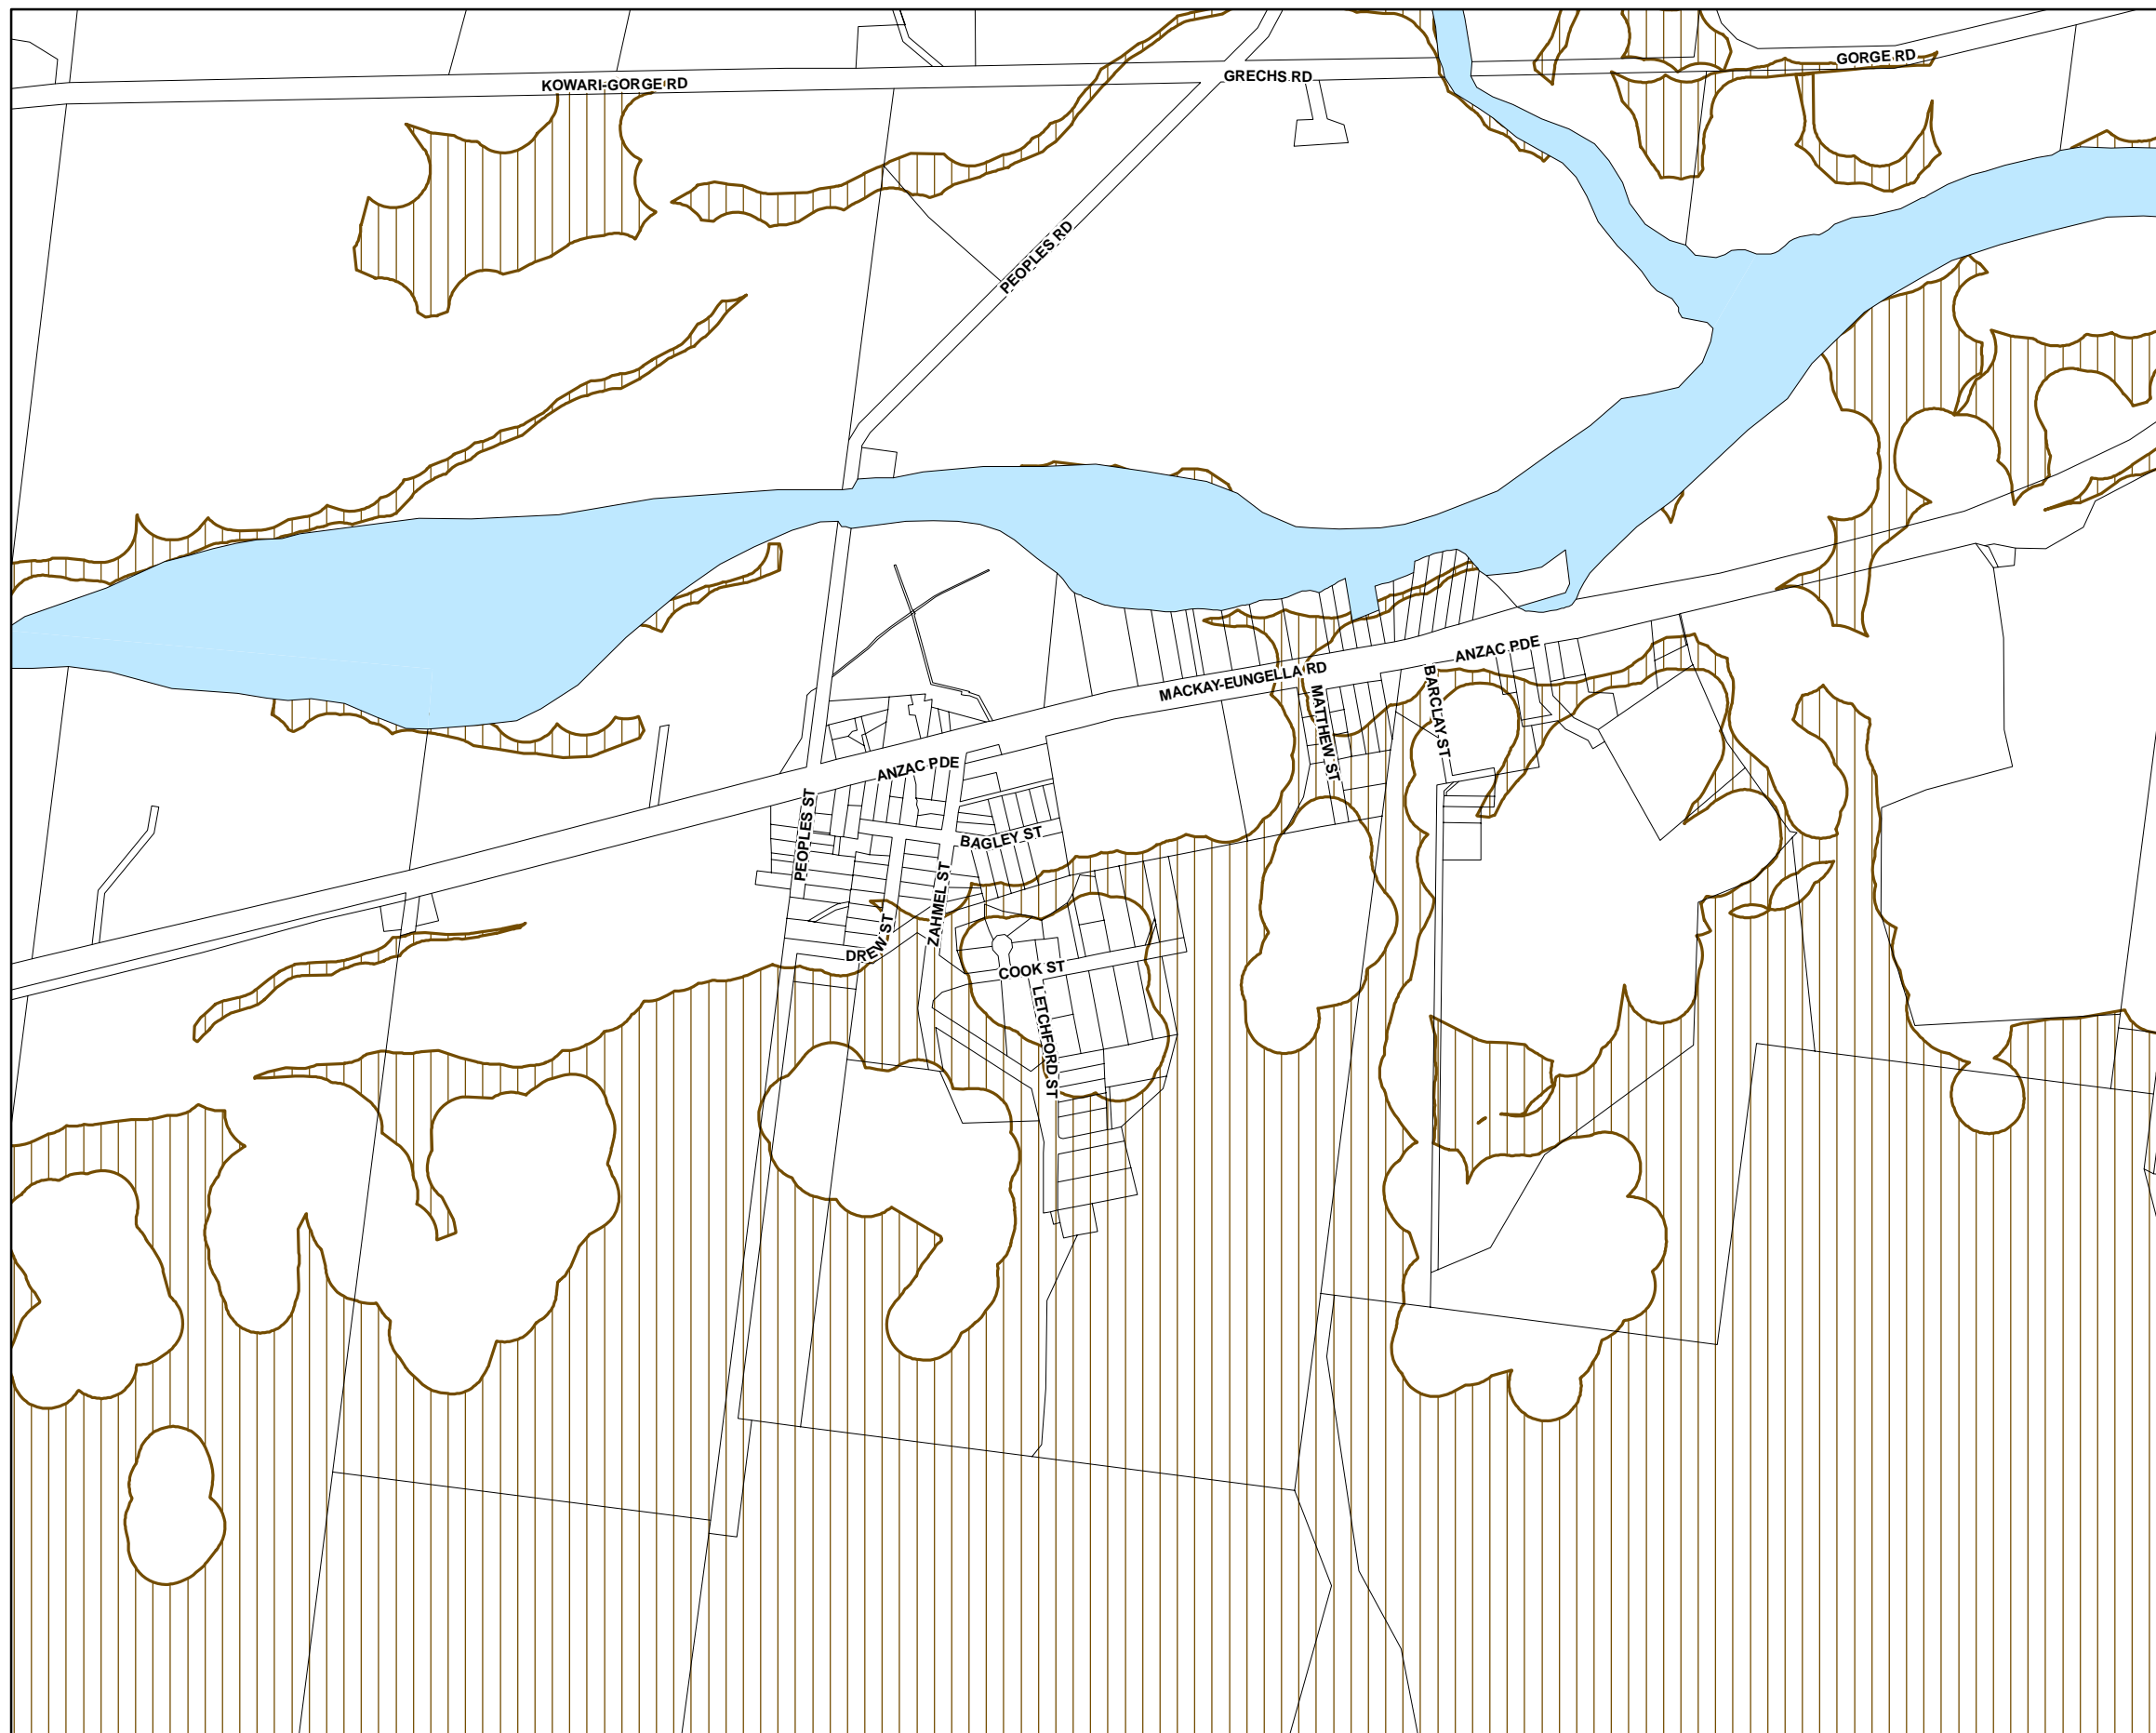 GORGE RD
GRECHS RD
KOWARI-GORGE RD
PEOPLES RD
ANZAC PDE
MACKAY-EUNGELLA RD
BARCLAY ST
MATTHEW ST
ANZAC PDE
PEOPLES ST
BAGLEY ST
ZAHMEL ST
DREW ST
COOK ST
LETCHFORD ST